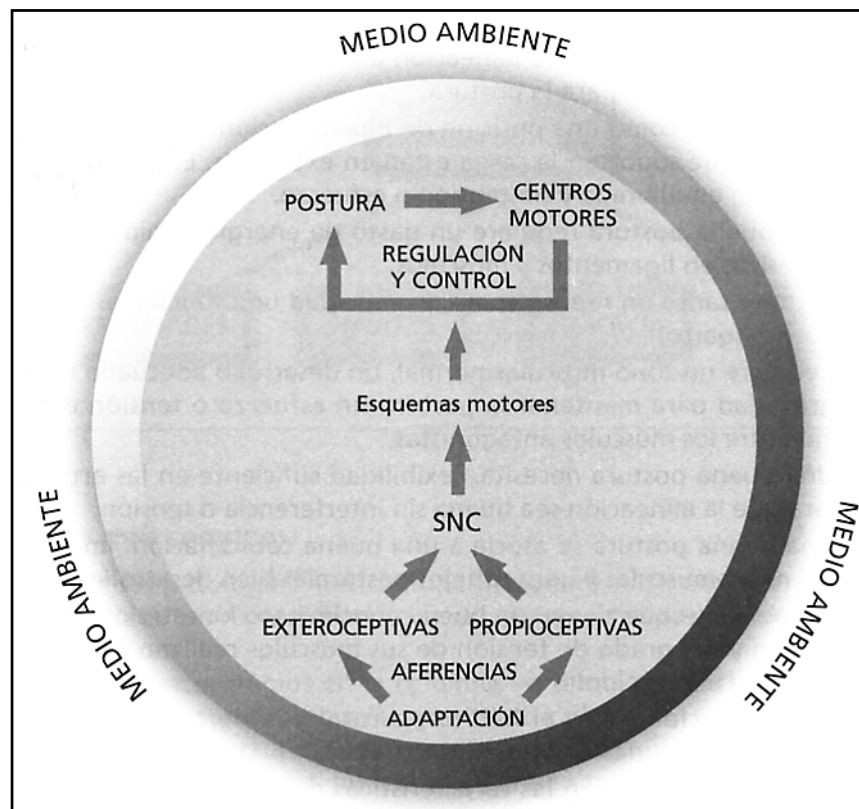 MEDIO AMBIENTE
POSTURA
CENTROS
MOTORES
REGULACIÓN
Y CONTROL
Esquemas motores
SNC
EXTEROCEPTIVAS
PROPIOCEPTIVAS
AFERENCIAS
ADAPTACIÓN
MEDIO AMBIENTE
MEDIO AMBIENTE